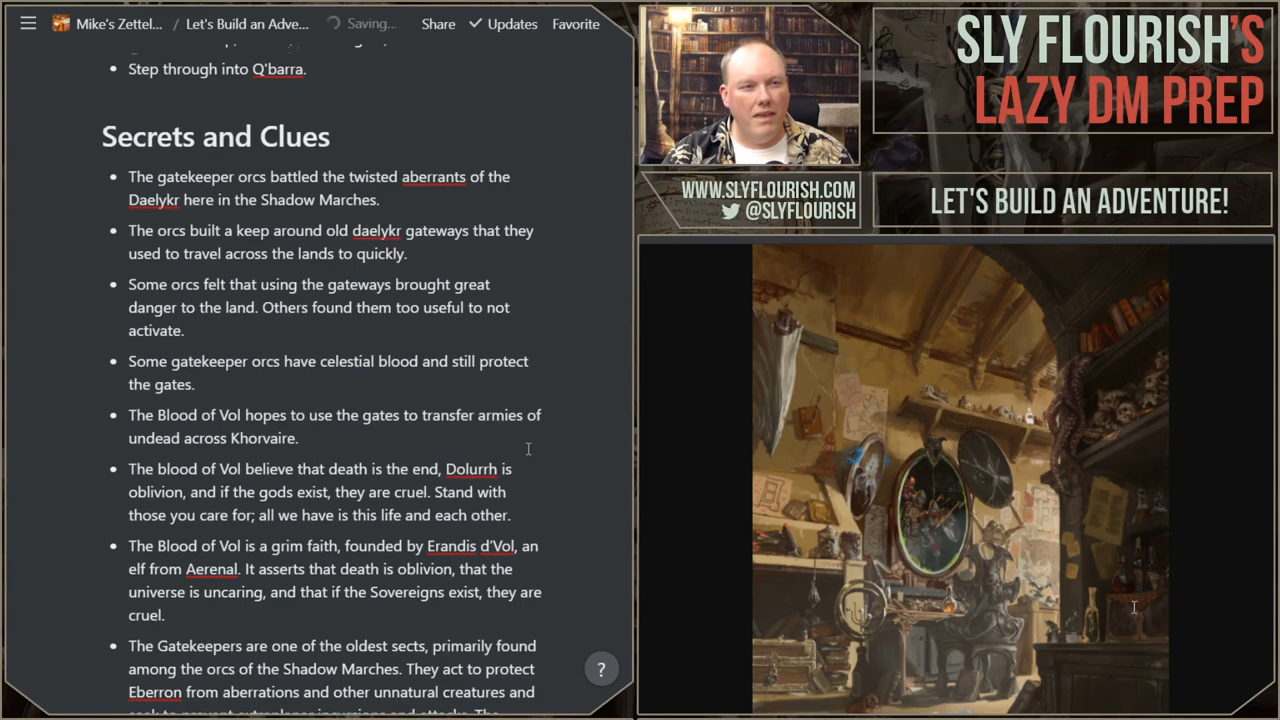 Mike's Zettel... / Let's Build an Adve... Saving... Share Updates Favorite
Step through into Q'barra.
Secrets and Clues
The gatekeeper orcs battled the twisted aberrants of the
Daelykr here in the Shadow Marches.
The orcs built a keep around old daelykr gateways that they
used to travel across the lands to quickly.
Some orcs felt that using the gateways brought great
danger to the land. Others found them too useful to not
activate.
Some gatekeeper orcs have celestial blood and still protect
the gates.
The Blood of Vol hopes to use the gates to transfer armies of
undead across Khorvaire.
The blood of Vol believe that death is the end, Dolurrh is
oblivion, and if the gods exist, they are cruel. Stand with
those you care for; all we have is this life and each other.
The Blood of Vol is a grim faith, founded by Erandis d'Vol, an
elf from Aerenal. It asserts that death is oblivion, that the
universe is uncaring, and that if the Sovereigns exist, they are
cruel.
The Gatekeepers are one of the oldest sects, primarily found
among the orcs of the Shadow Marches. They act to protect
Eberron from aberrations and other unnatural creatures and
?
SLY FLOURISH'S
LAZY DM PREP
WWW.SLYFLOURISH.COM
@SLYFLOURISH
LET'S BUILD AN ADVENTURE!